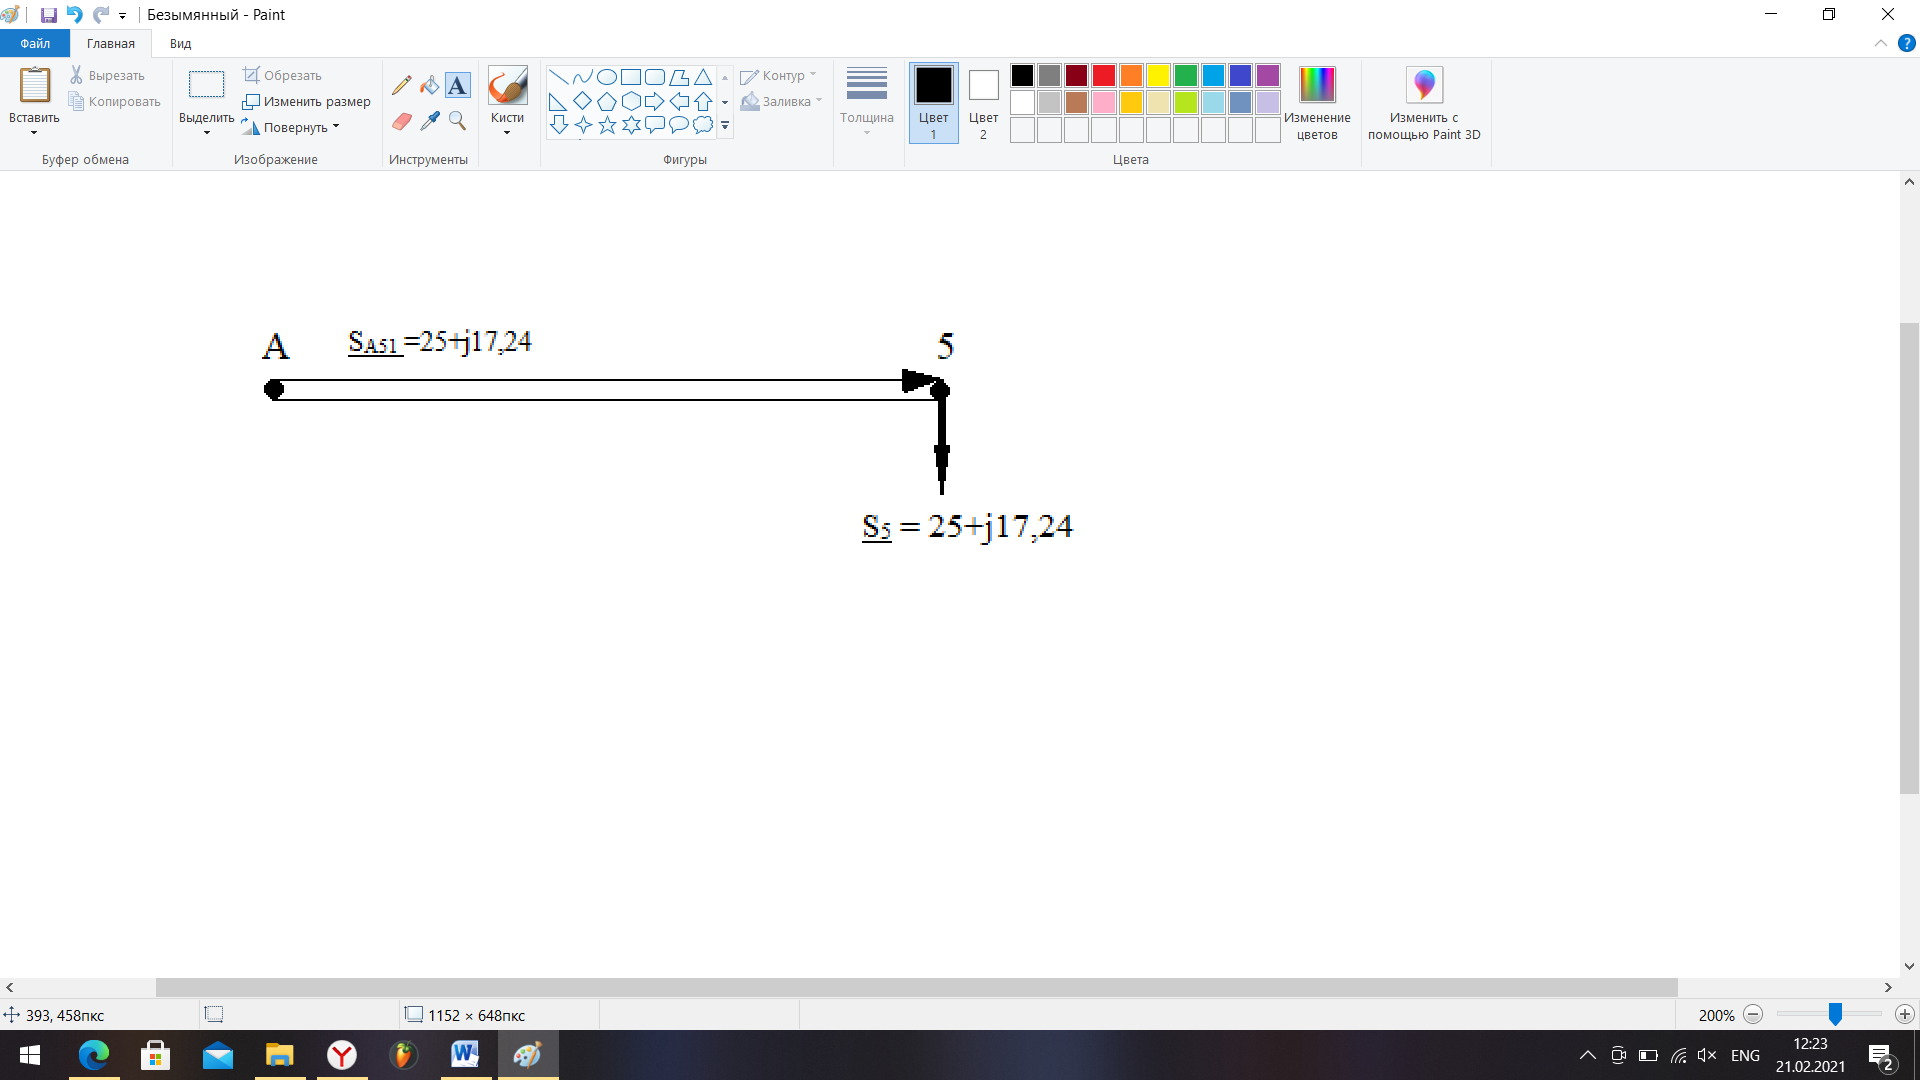 Безымянный - Paint
Файл Главная Вид
Вставить
Вырезать
Копировать
Буфер обмена
Выделить
Обрезать
Изменить размер
Повернуть
Изображение
A
Инструменты
Кисти
Фигуры
Контур
Заливка
Толщина
Цвет
1
Цвет
2
Изменение
цветов
Цвета
Изменить с
помощью Paint 3D
?
A
SA51 =25+j17,24
5
S5 = 25+j17,24
393, 458пкс
1152 × 648пкс
200%
ENG
12:23
21.02.2021
2